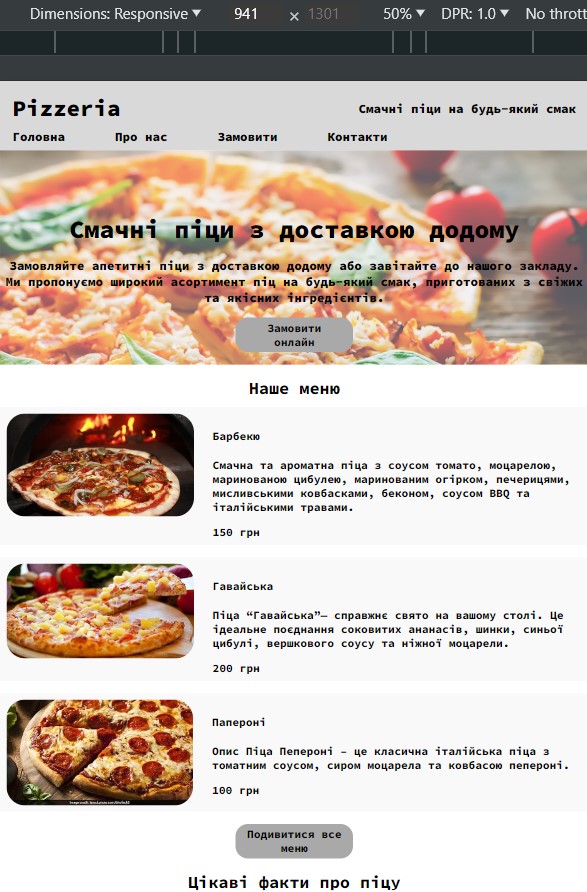 Dimensions: Responsive ▼ 941 × 1301 50% ▼ DPR: 1.0 ▼ No thrott
Pizzeria Смачні піци на будь-який смак
Головна Про нас Замовити Контакти
Смачні піци з доставкою додому
Замовляйте апетитні піци з доставкою додому або завітайте до нашого закладу.
Ми пропонуємо широкий асортимент піц на будь-який смак, приготованих з свіжих
та якісних інгредієнтів.
Замовити
онлайн
Наше меню
Барбекю
Смачна та ароматна піца з соусом томато, моцарелою,
маринованою цибулею, маринованим огірком, печерицями,
мисливськими ковбасками, беконом, соусом BBQ та
італійськими травами.
150 грн
Гавайська
Піца “Гавайська”— справжнє свято на вашому столі. Це
ідеальне поєднання соковитих ананасів, шинки, синьої
цибулі, вершкового соусу та ніжної моцарели.
200 грн
Папероні
Опис Піца Пепероні – це класична італійська піца з
томатним соусом, сиром моцарела та ковбасою пепероні.
100 грн
Подивитися все
меню
Цікаві факти про піцу